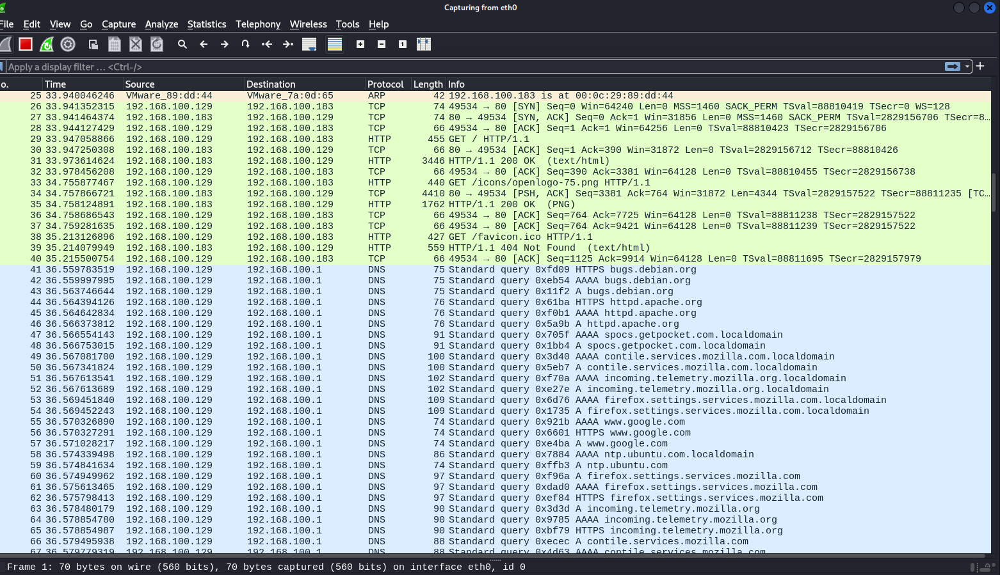 Capturing from eth0
File Edit View Go Capture Analyze Statistics Telephony Wireless Tools Help
Apply a display filter … <Ctrl-/>
o. Time Source Destination Protocol Length Info
25 33.940046246 VMware_89:dd:44 VMware_7a:0d:65 ARP 42 192.168.100.183 is at 00:0c:29:89:dd:44
26 33.941352315 192.168.100.129 192.168.100.183 TCP 74 49534 → 80 [SYN] Seq=0 Win=64240 Len=0 MSS=1460 SACK_PERM TSval=88810419 TSecr=0 WS=128
27 33.941464374 192.168.100.183 192.168.100.129 TCP 74 80 → 49534 [SYN, ACK] Seq=0 Ack=1 Win=31856 Len=0 MSS=1460 SACK_PERM TSval=2829156706 TSecr=8…
28 33.944127429 192.168.100.129 192.168.100.183 TCP 66 49534 → 80 [ACK] Seq=1 Ack=1 Win=64256 Len=0 TSval=88810423 TSecr=2829156706
29 33.947058866 192.168.100.129 192.168.100.183 HTTP 455 GET / HTTP/1.1
30 33.947250308 192.168.100.183 192.168.100.129 TCP 66 80 → 49534 [ACK] Seq=1 Ack=390 Win=31872 Len=0 TSval=2829156712 TSecr=88810426
31 33.973614624 192.168.100.183 192.168.100.129 HTTP 3446 HTTP/1.1 200 OK  (text/html)
32 33.978456208 192.168.100.129 192.168.100.183 TCP 66 49534 → 80 [ACK] Seq=390 Ack=3381 Win=64128 Len=0 TSval=88810455 TSecr=2829156738
33 34.755877467 192.168.100.129 192.168.100.183 HTTP 440 GET /icons/openlogo-75.png HTTP/1.1
34 34.757866721 192.168.100.183 192.168.100.129 TCP 4410 80 → 49534 [PSH, ACK] Seq=3381 Ack=764 Win=31872 Len=4344 TSval=2829157522 TSecr=88811235 [TC…
35 34.758124891 192.168.100.183 192.168.100.129 HTTP 1762 HTTP/1.1 200 OK  (PNG)
36 34.758686543 192.168.100.129 192.168.100.183 TCP 66 49534 → 80 [ACK] Seq=764 Ack=7725 Win=64128 Len=0 TSval=88811238 TSecr=2829157522
37 34.759281635 192.168.100.129 192.168.100.183 TCP 66 49534 → 80 [ACK] Seq=764 Ack=9421 Win=64128 Len=0 TSval=88811239 TSecr=2829157522
38 35.213126896 192.168.100.129 192.168.100.183 HTTP 427 GET /favicon.ico HTTP/1.1
39 35.214079949 192.168.100.183 192.168.100.129 HTTP 559 HTTP/1.1 404 Not Found  (text/html)
40 35.215500754 192.168.100.129 192.168.100.183 TCP 66 49534 → 80 [ACK] Seq=1125 Ack=9914 Win=64128 Len=0 TSval=88811695 TSecr=2829157979
41 36.559783519 192.168.100.129 192.168.100.1 DNS 75 Standard query 0xfd09 HTTPS bugs.debian.org
42 36.559997995 192.168.100.129 192.168.100.1 DNS 75 Standard query 0xeb54 AAAA bugs.debian.org
43 36.563746644 192.168.100.129 192.168.100.1 DNS 75 Standard query 0x11f2 A bugs.debian.org
44 36.564394126 192.168.100.129 192.168.100.1 DNS 76 Standard query 0x61ba HTTPS httpd.apache.org
45 36.564642834 192.168.100.129 192.168.100.1 DNS 76 Standard query 0xf0b1 AAAA httpd.apache.org
46 36.566373812 192.168.100.129 192.168.100.1 DNS 76 Standard query 0x5a9b A httpd.apache.org
47 36.566554143 192.168.100.129 192.168.100.1 DNS 91 Standard query 0x705f AAAA spocs.getpocket.com.localdomain
48 36.566753015 192.168.100.129 192.168.100.1 DNS 91 Standard query 0x1bb4 A spocs.getpocket.com.localdomain
49 36.567081700 192.168.100.129 192.168.100.1 DNS 100 Standard query 0x3d40 AAAA contile.services.mozilla.com.localdomain
50 36.567341824 192.168.100.129 192.168.100.1 DNS 100 Standard query 0x5eb7 A contile.services.mozilla.com.localdomain
51 36.567613541 192.168.100.129 192.168.100.1 DNS 102 Standard query 0xf70a AAAA incoming.telemetry.mozilla.org.localdomain
52 36.567613689 192.168.100.129 192.168.100.1 DNS 102 Standard query 0xe27e A incoming.telemetry.mozilla.org.localdomain
53 36.569451840 192.168.100.129 192.168.100.1 DNS 109 Standard query 0x6d76 AAAA firefox.settings.services.mozilla.com.localdomain
54 36.569452243 192.168.100.129 192.168.100.1 DNS 109 Standard query 0x1735 A firefox.settings.services.mozilla.com.localdomain
55 36.570326890 192.168.100.129 192.168.100.1 DNS 74 Standard query 0x921b AAAA www.google.com
56 36.570327291 192.168.100.129 192.168.100.1 DNS 74 Standard query 0x6601 HTTPS www.google.com
57 36.571028217 192.168.100.129 192.168.100.1 DNS 74 Standard query 0xe4ba A www.google.com
58 36.574339498 192.168.100.129 192.168.100.1 DNS 86 Standard query 0x7884 AAAA ntp.ubuntu.com.localdomain
59 36.574841634 192.168.100.129 192.168.100.1 DNS 74 Standard query 0xffb3 A ntp.ubuntu.com
60 36.574949962 192.168.100.129 192.168.100.1 DNS 97 Standard query 0xf96a A firefox.settings.services.mozilla.com
61 36.575613465 192.168.100.129 192.168.100.1 DNS 97 Standard query 0xdad0 AAAA firefox.settings.services.mozilla.com
62 36.575798413 192.168.100.129 192.168.100.1 DNS 97 Standard query 0xef84 HTTPS firefox.settings.services.mozilla.com
63 36.578480179 192.168.100.129 192.168.100.1 DNS 90 Standard query 0x3d3d A incoming.telemetry.mozilla.org
64 36.578854780 192.168.100.129 192.168.100.1 DNS 90 Standard query 0x9785 AAAA incoming.telemetry.mozilla.org
65 36.578854987 192.168.100.129 192.168.100.1 DNS 90 Standard query 0xbf79 HTTPS incoming.telemetry.mozilla.org
66 36.579495938 192.168.100.129 192.168.100.1 DNS 88 Standard query 0xecec A contile.services.mozilla.com
67 36.579779319 192.168.100.129 192.168.100.1 DNS 88 Standard query 0x4d63 AAAA contile.services.mozilla.com
Frame 1: 70 bytes on wire (560 bits), 70 bytes captured (560 bits) on interface eth0, id 0